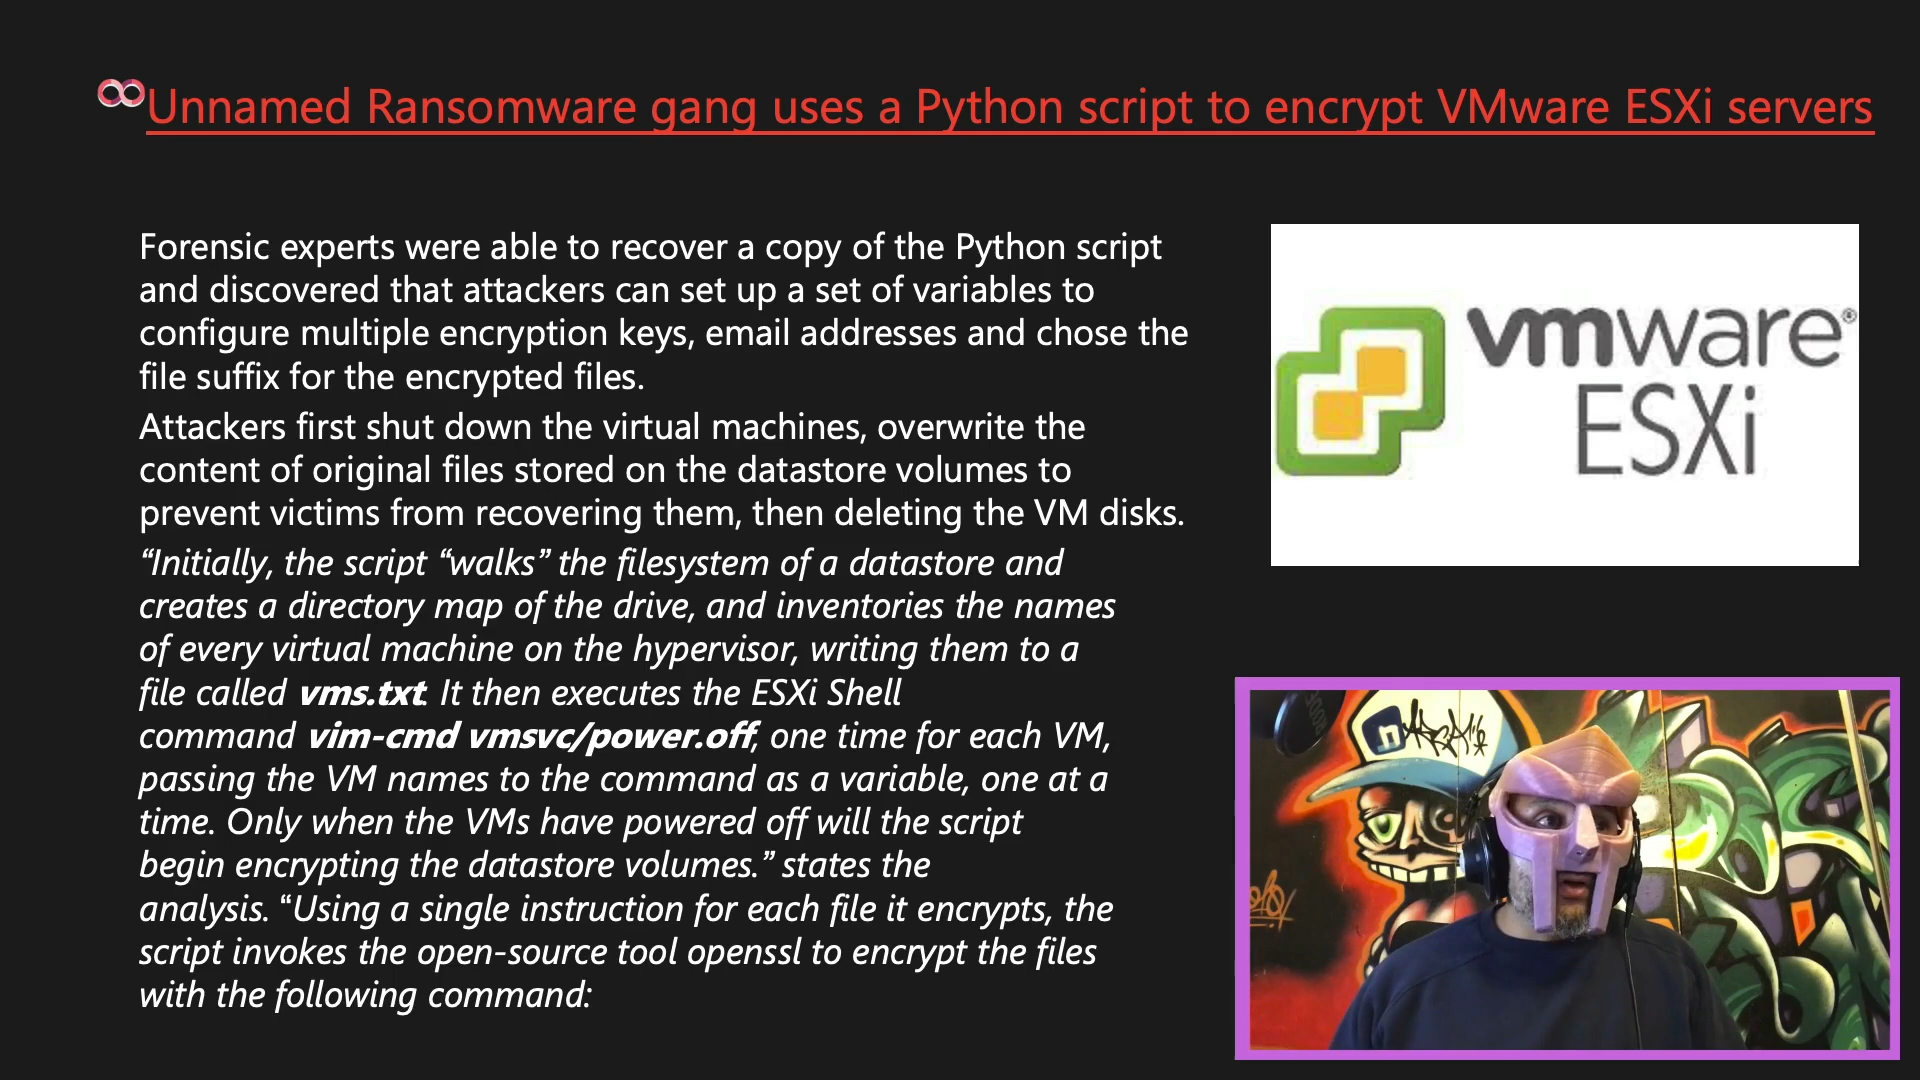 Unnamed Ransomware gang uses a Python script to encrypt VMware ESXi servers
Forensic experts were able to recover a copy of the Python script
and discovered that attackers can set up a set of variables to
configure multiple encryption keys, email addresses and chose the
file suffix for the encrypted files.
Attackers first shut down the virtual machines, overwrite the
content of original files stored on the datastore volumes to
prevent victims from recovering them, then deleting the VM disks.
“Initially, the script “walks” the filesystem of a datastore and
creates a directory map of the drive, and inventories the names
of every virtual machine on the hypervisor, writing them to a
file called vms.txt. It then executes the ESXi Shell
command vim-cmd vmsvc/power.off, one time for each VM,
passing the VM names to the command as a variable, one at a
time. Only when the VMs have powered off will the script
begin encrypting the datastore volumes.” states the
analysis. “Using a single instruction for each file it encrypts, the
script invokes the open-source tool openssl to encrypt the files
with the following command:
vmware®
ESXi